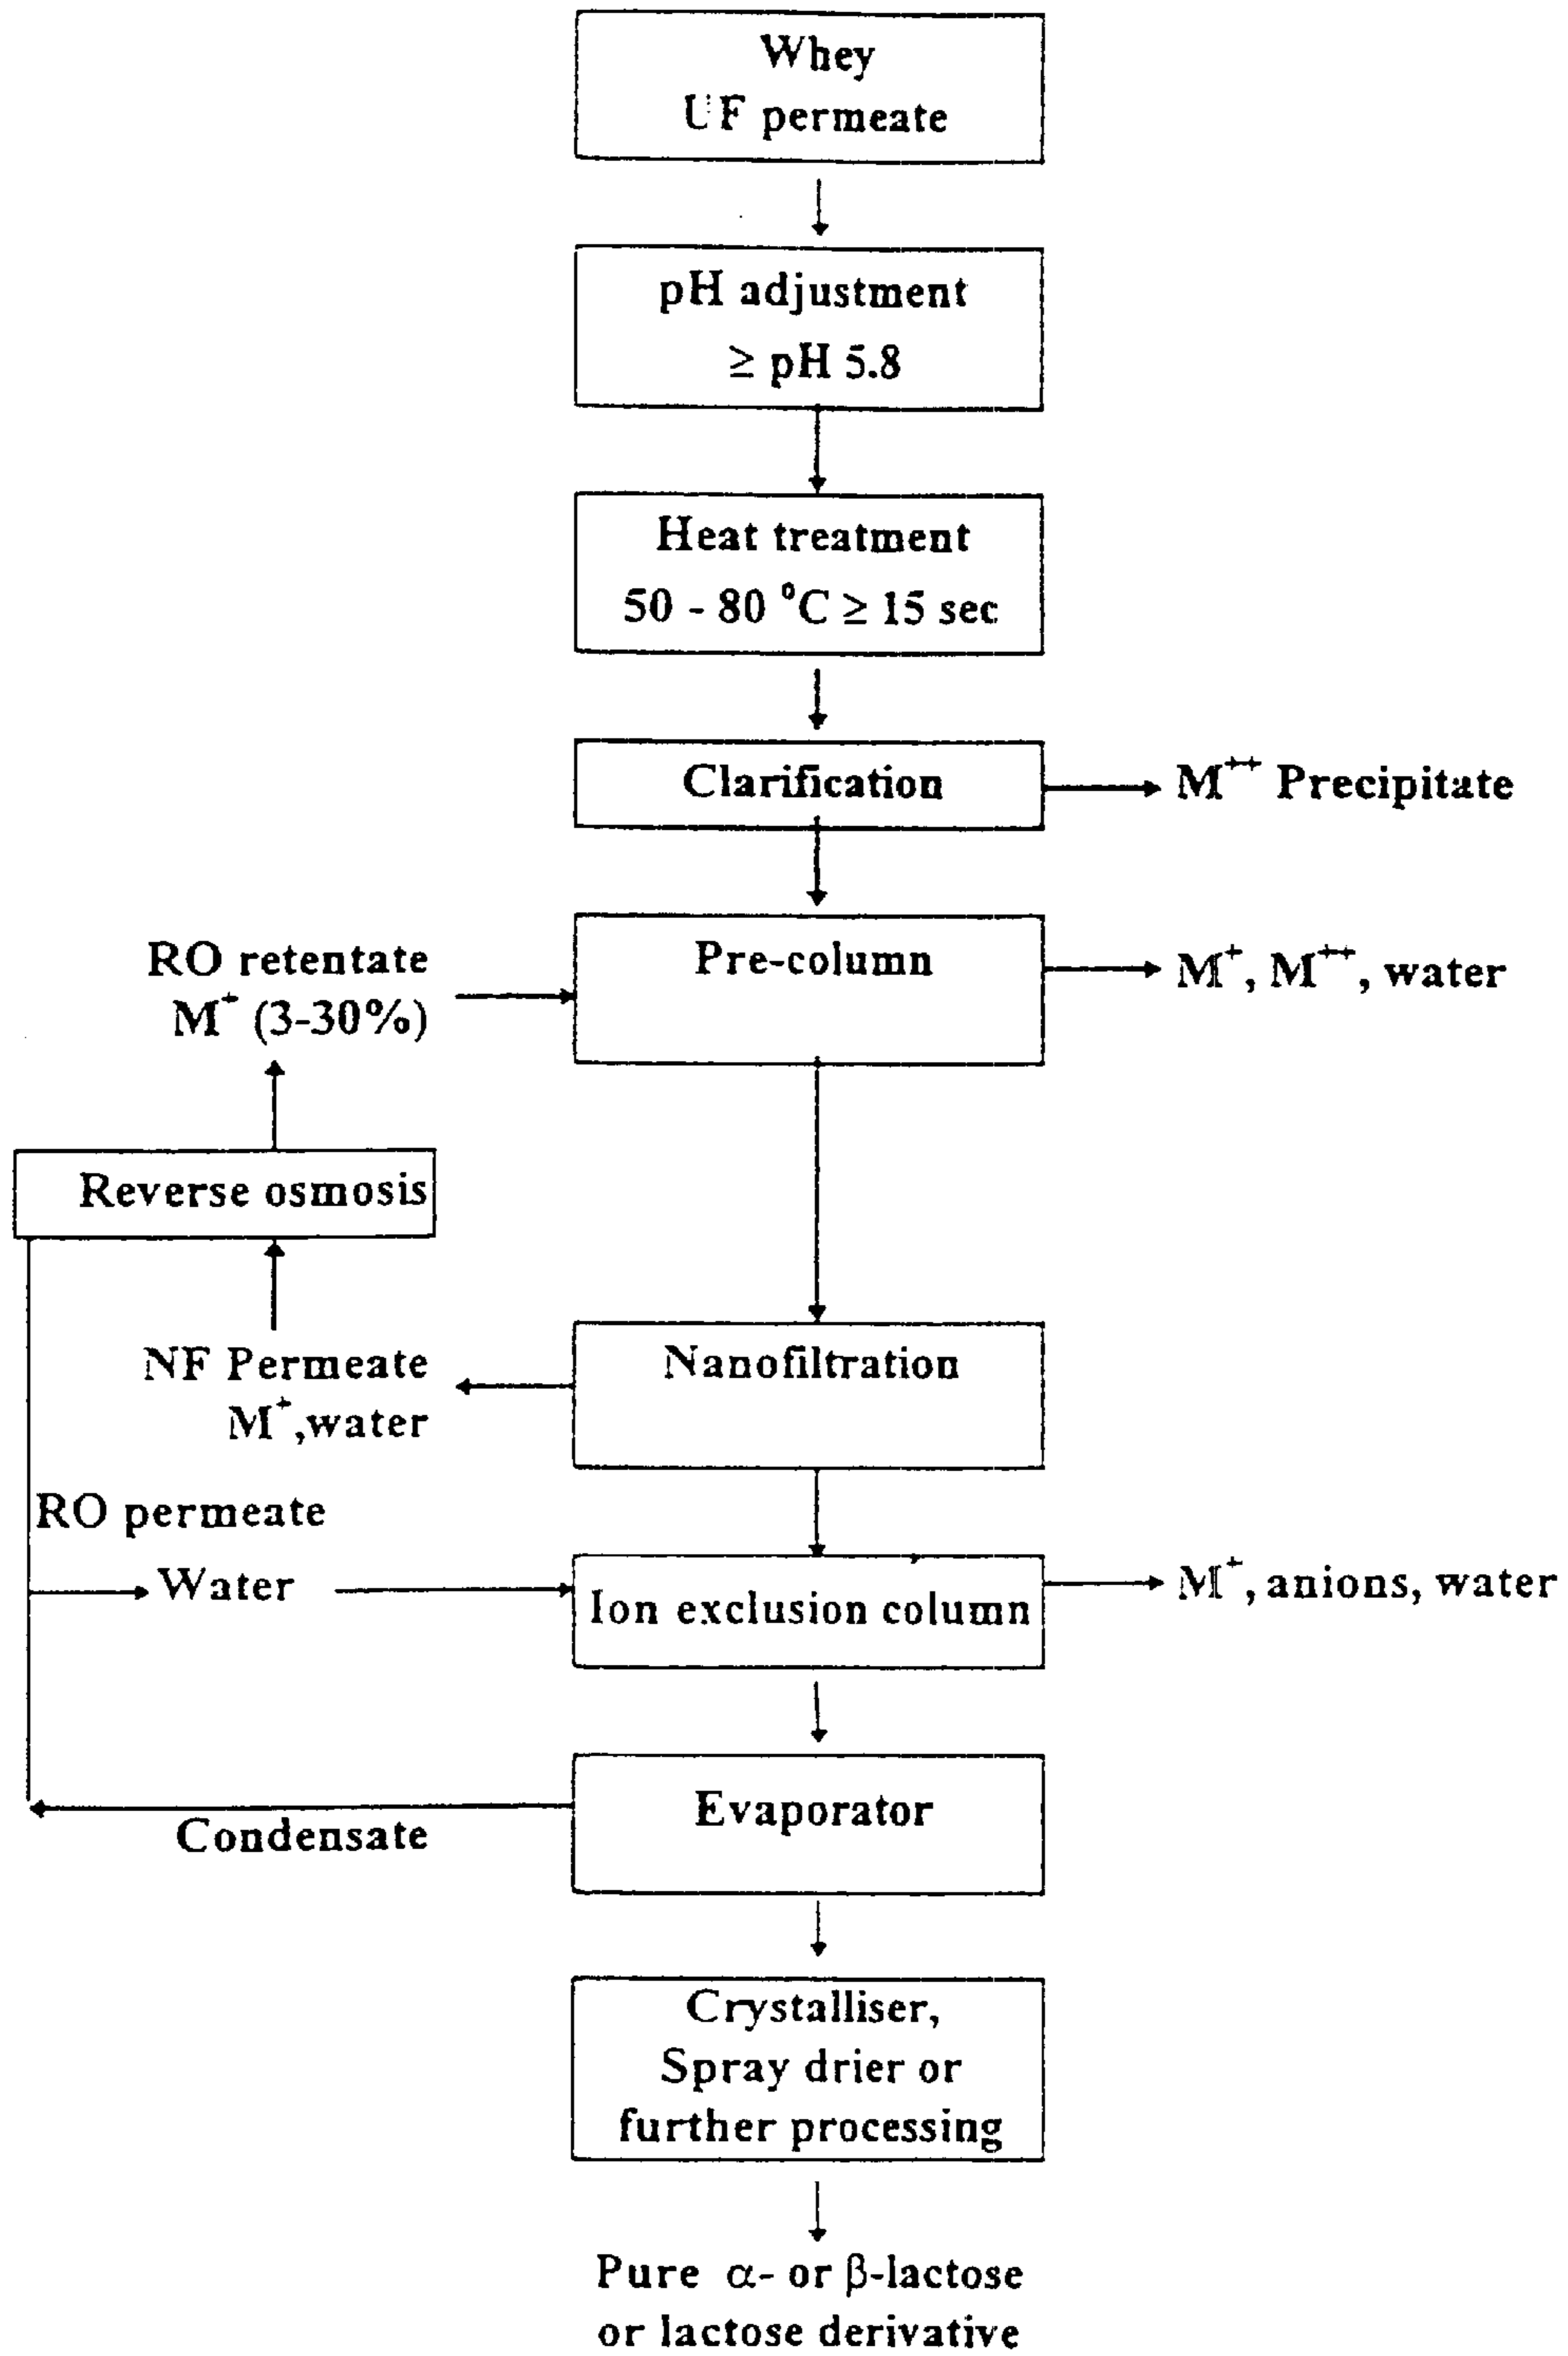 Whey
UF permeate
pH adjustment
≥ pH 5.8
Heat treatment
50 - 80 °C ≥ 15 sec
Clarification
M⁺⁺ Precipitate
Pre-column
M⁺, M⁺⁺, water
RO retentate
M⁺ (3-30%)
Reverse osmosis
Nanofiltration
NF Permeate
M⁺,water
RO permeate
Water
Ion exclusion column
M⁺, anions, water
Evaporator
Condensate
Crystalliser,
Spray drier or
further processing
Pure α- or β-lactose
or lactose derivative